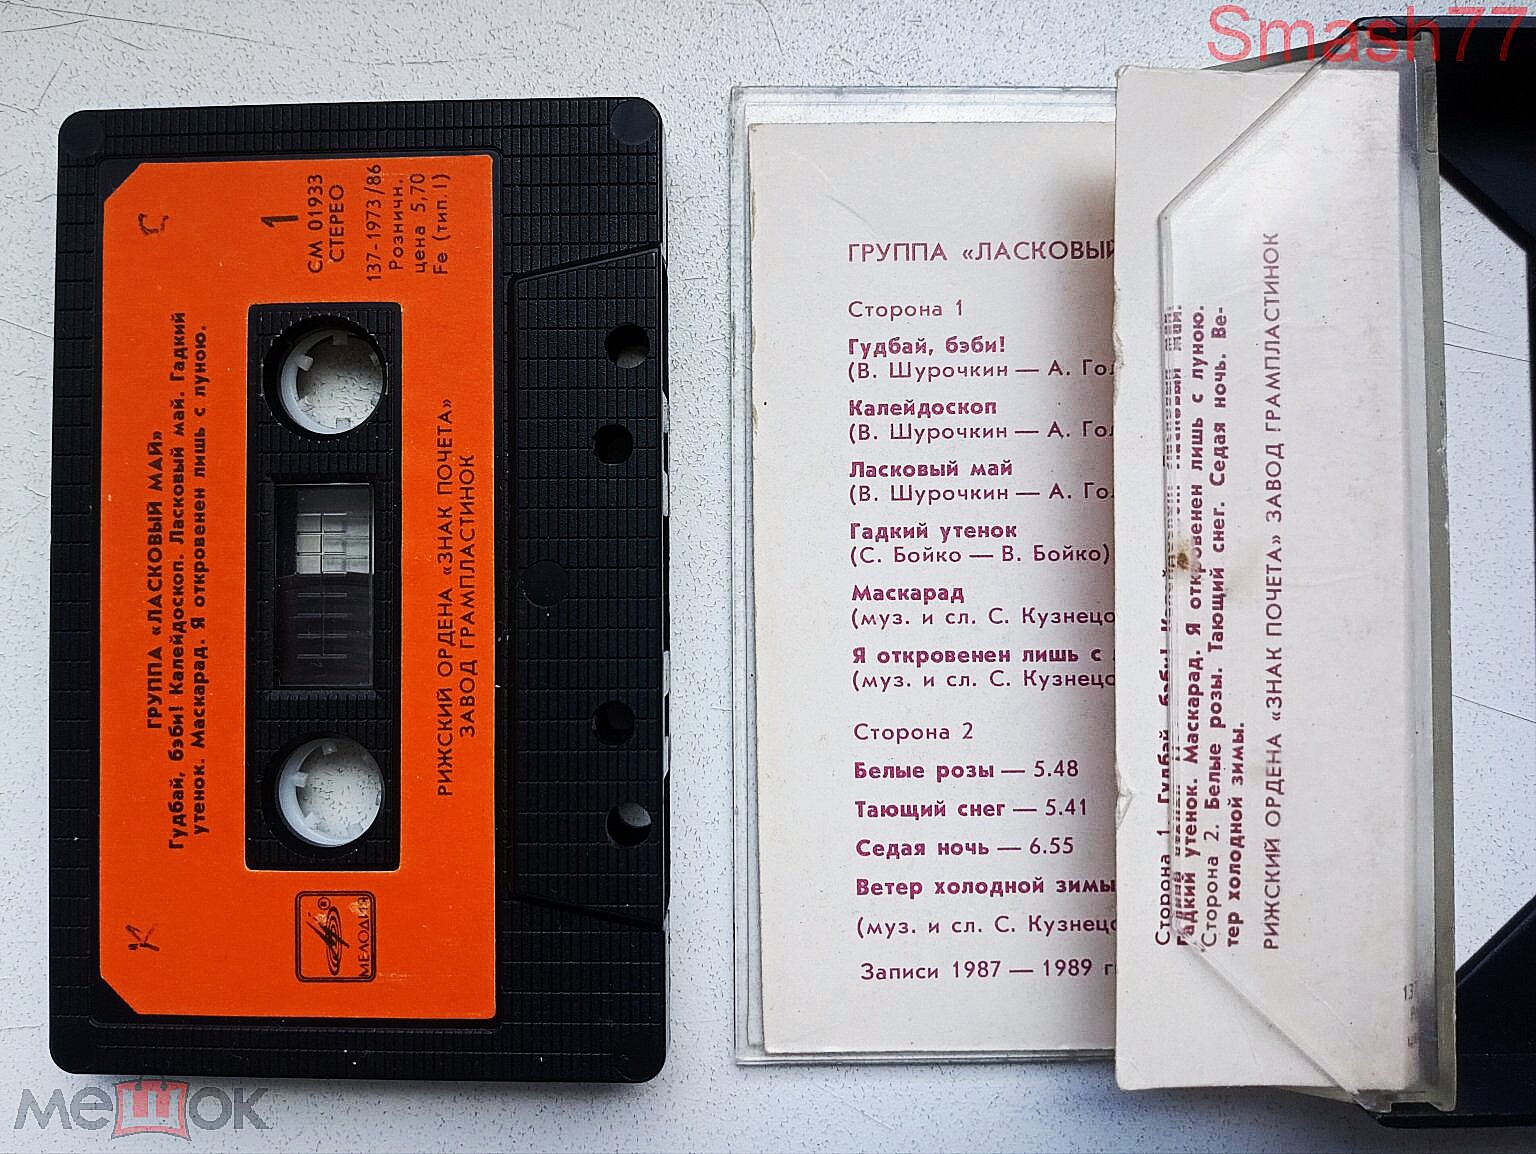 Smash77
ГРУППА «ЛАСКОВЫЙ МАЙ»
Гудбай, бэби! Калейдоскоп. Ласковый май. Гадкий
утенок. Маскарад. Я откровенен лишь с луною.
1
СМ 01933
СТЕРЕО
137-1973/86
Розничн.
цена 5,70
Fe (тип. I)
РИЖСКИЙ ОРДЕНА «ЗНАК ПОЧЕТА»
ЗАВОД ГРАМПЛАСТИНОК
МЕЛОДИЯ
®
ГРУППА «ЛАСКОВЫЙ
Сторона 1
Гудбай, бэби!
(В. Шурочкин — А. Гол
Калейдоскоп
(В. Шурочкин — А. Гол
Ласковый май
(В. Шурочкин — А. Гол
Гадкий утенок
(С. Бойко — В. Бойко)
Маскарад
(муз. и сл. С. Кузнецо
Я откровенен лишь с
(муз. и сл. С. Кузнецо
Сторона 2
Белые розы — 5.48
Тающий снег — 5.41
Седая ночь — 6.55
Ветер холодной зимы
(муз. и сл. С. Кузнецо
Записи 1987 — 1989 г
Сторона 1. Гудбай, бэби!
Гадкий утенок. Маскарад. Я откровенен лишь с луною.
Сторона 2. Белые розы. Тающий снег. Седая ночь. Ве-
тер холодной зимы.
РИЖСКИЙ ОРДЕНА «ЗНАК ПОЧЕТА» ЗАВОД ГРАМПЛАСТИНОК
мешок